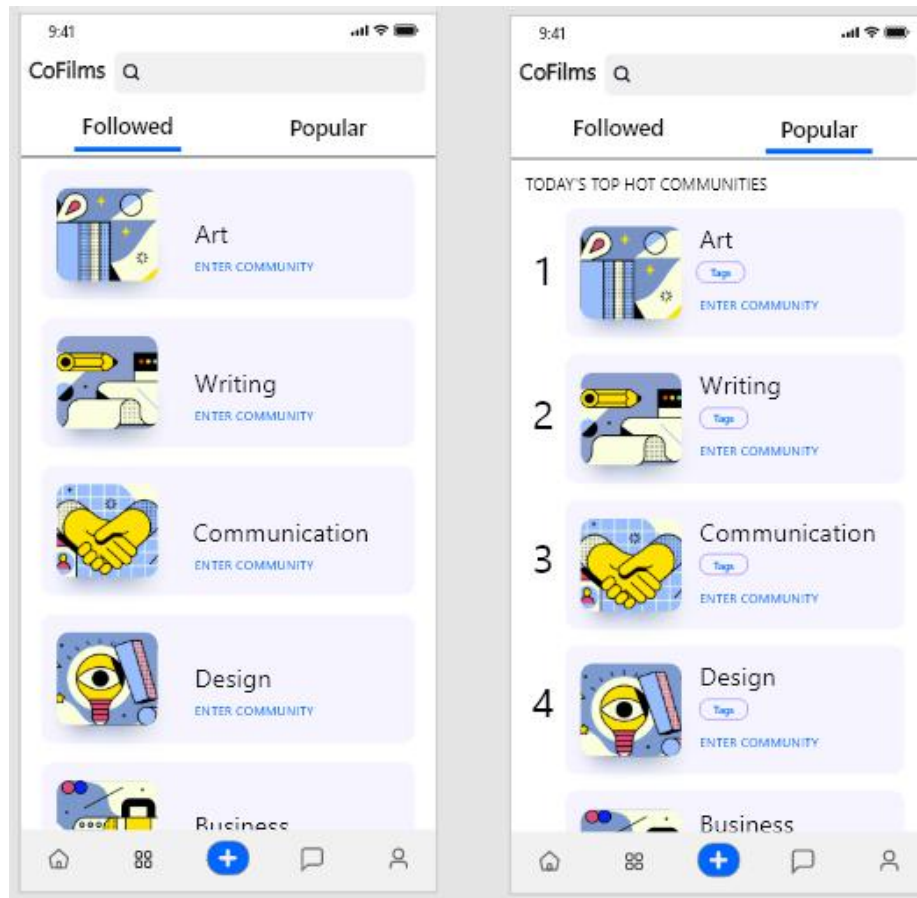 9:41
CoFilms
Followed Popular
Art
ENTER COMMUNITY
Writing
ENTER COMMUNITY
Communication
ENTER COMMUNITY
Design
ENTER COMMUNITY
Business
9:41
CoFilms
Followed Popular
TODAY'S TOP HOT COMMUNITIES
1
Art
Tags
ENTER COMMUNITY
2
Writing
Tags
ENTER COMMUNITY
3
Communication
Tags
ENTER COMMUNITY
4
Design
Tags
ENTER COMMUNITY
Business